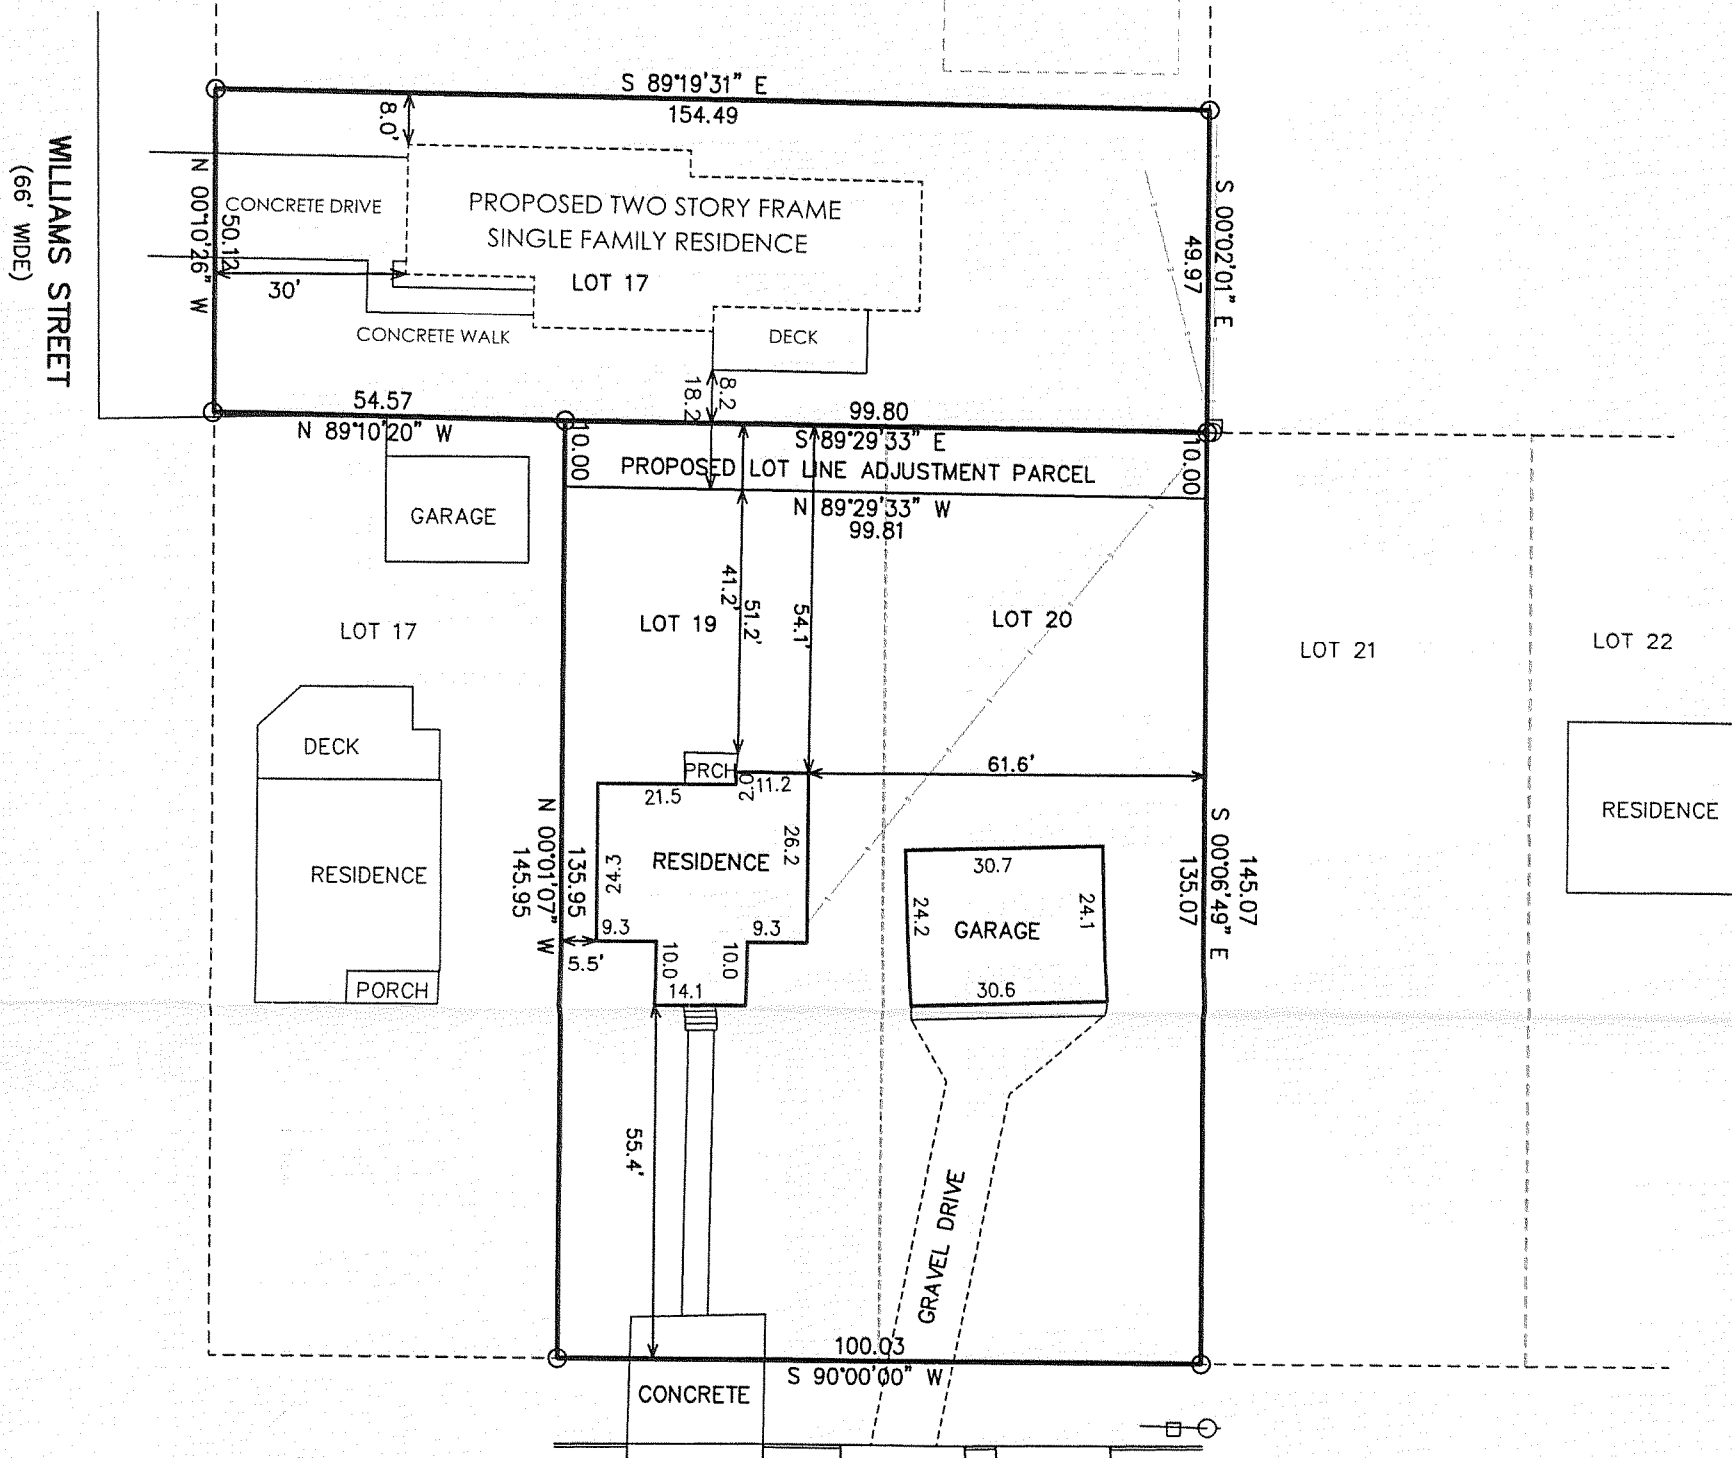 S 89°19'31" E
154.49
8.0'
WILLIAMS STREET
(66' WIDE)
N 00°10'26" W
50.12
CONCRETE DRIVE
PROPOSED TWO STORY FRAME
SINGLE FAMILY RESIDENCE
LOT 17
30'
CONCRETE WALK
DECK
S 00°02'01" E
49.97
8.2
18.2
54.57
N 89°10'20" W
99.80
S 89°29'33" E
10.00
PROPOSED LOT LINE ADJUSTMENT PARCEL
10.00
N 89°29'33" W
99.81
GARAGE
41.2'
51.2'
54.1'
LOT 17
LOT 19
LOT 20
LOT 21
LOT 22
DECK
PRCH
2.0
11.2
21.5
61.6'
RESIDENCE
N 00°01'07" W
135.95
145.95
24.3
RESIDENCE
26.2
30.7
24.2
GARAGE
24.1
30.6
S 00°06'49" E
145.07
135.07
RESIDENCE
9.3
9.3
5.5'
10.0
10.0
14.1
PORCH
55.4'
GRAVEL DRIVE
100.03
S 90°00'00" W
CONCRETE